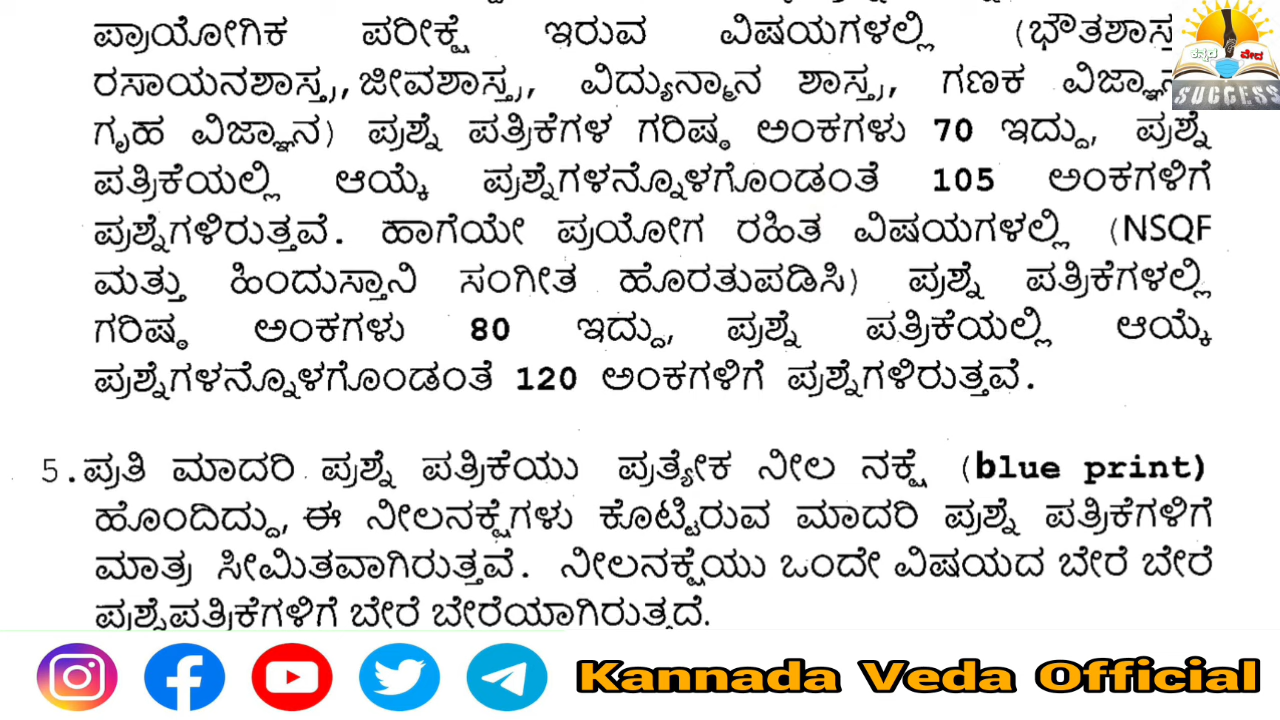 ಪ್ರಾಯೋಗಿಕ ಪರೀಕ್ಷೆ ಇರುವ ವಿಷಯಗಳಲ್ಲಿ (ಭೌತಶಾಸ್ತ್ರ
ರಸಾಯನಶಾಸ್ತ್ರ, ಜೀವಶಾಸ್ತ್ರ, ವಿದ್ಯುನ್ಮಾನ ಶಾಸ್ತ್ರ, ಗಣಕ ವಿಜ್ಞಾನ
ಗೃಹ ವಿಜ್ಞಾನ) ಪ್ರಶ್ನೆ ಪತ್ರಿಕೆಗಳ ಗರಿಷ್ಠ ಅಂಕಗಳು 70 ಇದ್ದು, ಪ್ರಶ್ನೆ
ಪತ್ರಿಕೆಯಲ್ಲಿ ಆಯ್ಕೆ ಪ್ರಶ್ನೆಗಳನ್ನೊಳಗೊಂಡಂತೆ 105 ಅಂಕಗಳಿಗೆ
ಪ್ರಶ್ನೆಗಳಿರುತ್ತವೆ. ಹಾಗೆಯೇ ಪ್ರಯೋಗ ರಹಿತ ವಿಷಯಗಳಲ್ಲಿ (NSQF
ಮತ್ತು ಹಿಂದುಸ್ತಾನಿ ಸಂಗೀತ ಹೊರತುಪಡಿಸಿ) ಪ್ರಶ್ನೆ ಪತ್ರಿಕೆಗಳಲ್ಲಿ
ಗರಿಷ್ಠ ಅಂಕಗಳು 80 ಇದ್ದು, ಪ್ರಶ್ನೆ ಪತ್ರಿಕೆಯಲ್ಲಿ ಆಯ್ಕೆ
ಪ್ರಶ್ನೆಗಳನ್ನೊಳಗೊಂಡಂತೆ 120 ಅಂಕಗಳಿಗೆ ಪ್ರಶ್ನೆಗಳಿರುತ್ತವೆ.
5. ಪ್ರತಿ ಮಾದರಿ ಪ್ರಶ್ನೆ ಪತ್ರಿಕೆಯು ಪ್ರತ್ಯೇಕ ನೀಲ ನಕ್ಷೆ (blue print)
ಹೊಂದಿದ್ದು, ಈ ನೀಲನಕ್ಷೆಗಳು ಕೊಟ್ಟಿರುವ ಮಾದರಿ ಪ್ರಶ್ನೆ ಪತ್ರಿಕೆಗಳಿಗೆ
ಮಾತ್ರ ಸೀಮಿತವಾಗಿರುತ್ತವೆ. ನೀಲನಕ್ಷೆಯು ಒಂದೇ ವಿಷಯದ ಬೇರೆ ಬೇರೆ
ಪ್ರಶ್ನೆಪತ್ರಿಕೆಗಳಿಗೆ ಬೇರೆ ಬೇರೆಯಾಗಿರುತ್ತದೆ.
ಕನ್ನಡ ವೇದ
SUCCESS
Kannada Veda Official